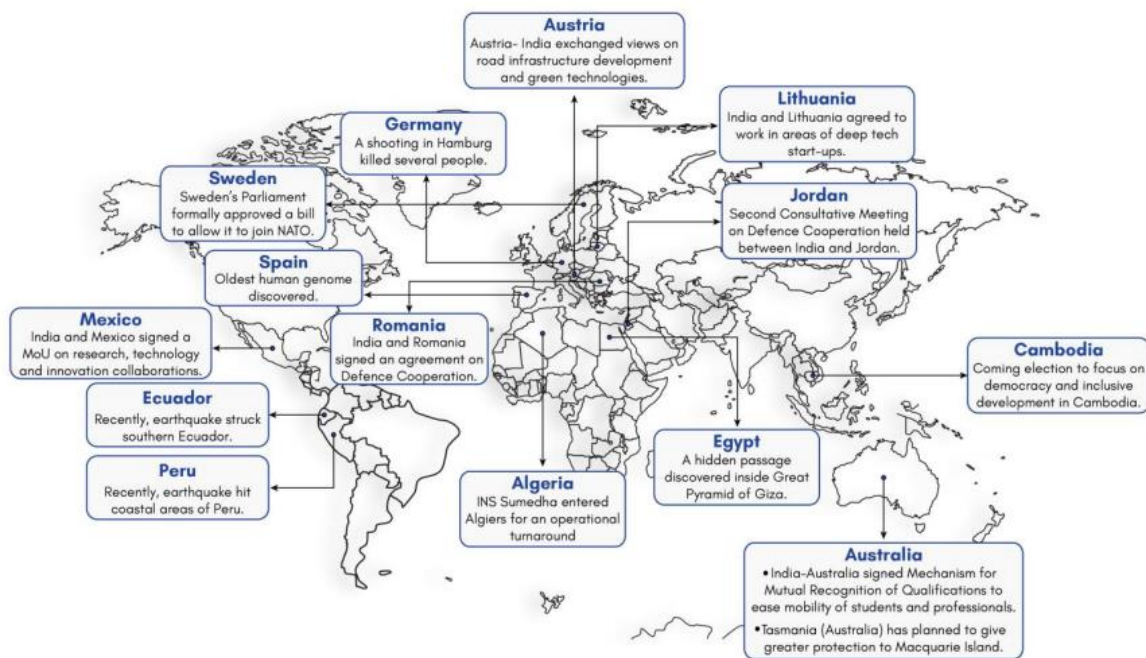 Austria
Austria- India exchanged views on
road infrastructure development
and green technologies.
Lithuania
India and Lithuania agreed to
work in areas of deep tech
start-ups.
Germany
A shooting in Hamburg
killed several people.
Sweden
Sweden's Parliament
formally approved a bill
to allow it to join NATO.
Jordan
Second Consultative Meeting
on Defence Cooperation held
between India and Jordan.
Spain
Oldest human genome
discovered.
Mexico
India and Mexico signed a
MoU on research, technology
and innovation collaborations.
Romania
India and Romania
signed an agreement on
Defence Cooperation.
Cambodia
Coming election to focus on
democracy and inclusive
development in Cambodia.
Ecuador
Recently, earthquake struck
southern Ecuador.
Egypt
A hidden passage
discovered inside Great
Pyramid of Giza.
Peru
Recently, earthquake hit
coastal areas of Peru.
Algeria
INS Sumedha entered
Algiers for an operational
turnaround
Australia
•India-Australia signed Mechanism for
Mutual Recognition of Qualifications to
ease mobility of students and professionals.
•Tasmania (Australia) has planned to give
greater protection to Macquarie Island.